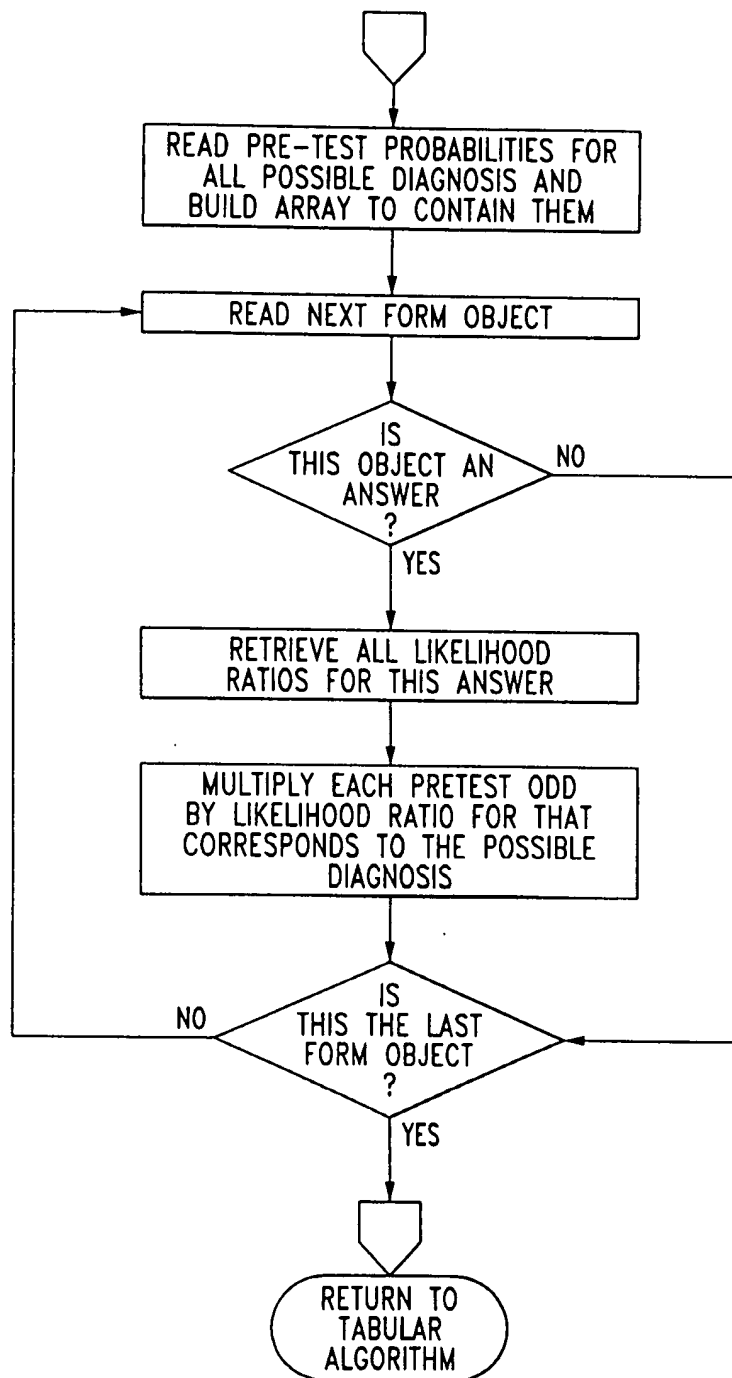 READ PRE-TEST PROBABILITIES FOR
ALL POSSIBLE DIAGNOSIS AND
BUILD ARRAY TO CONTAIN THEM
READ NEXT FORM OBJECT
IS
THIS OBJECT AN
ANSWER
?
NO
YES
RETRIEVE ALL LIKELIHOOD
RATIOS FOR THIS ANSWER
MULTIPLY EACH PRETEST ODD
BY LIKELIHOOD RATIO FOR THAT
CORRESPONDS TO THE POSSIBLE
DIAGNOSIS
NO
IS
THIS THE LAST
FORM OBJECT
?
YES
RETURN TO
TABULAR
ALGORITHM